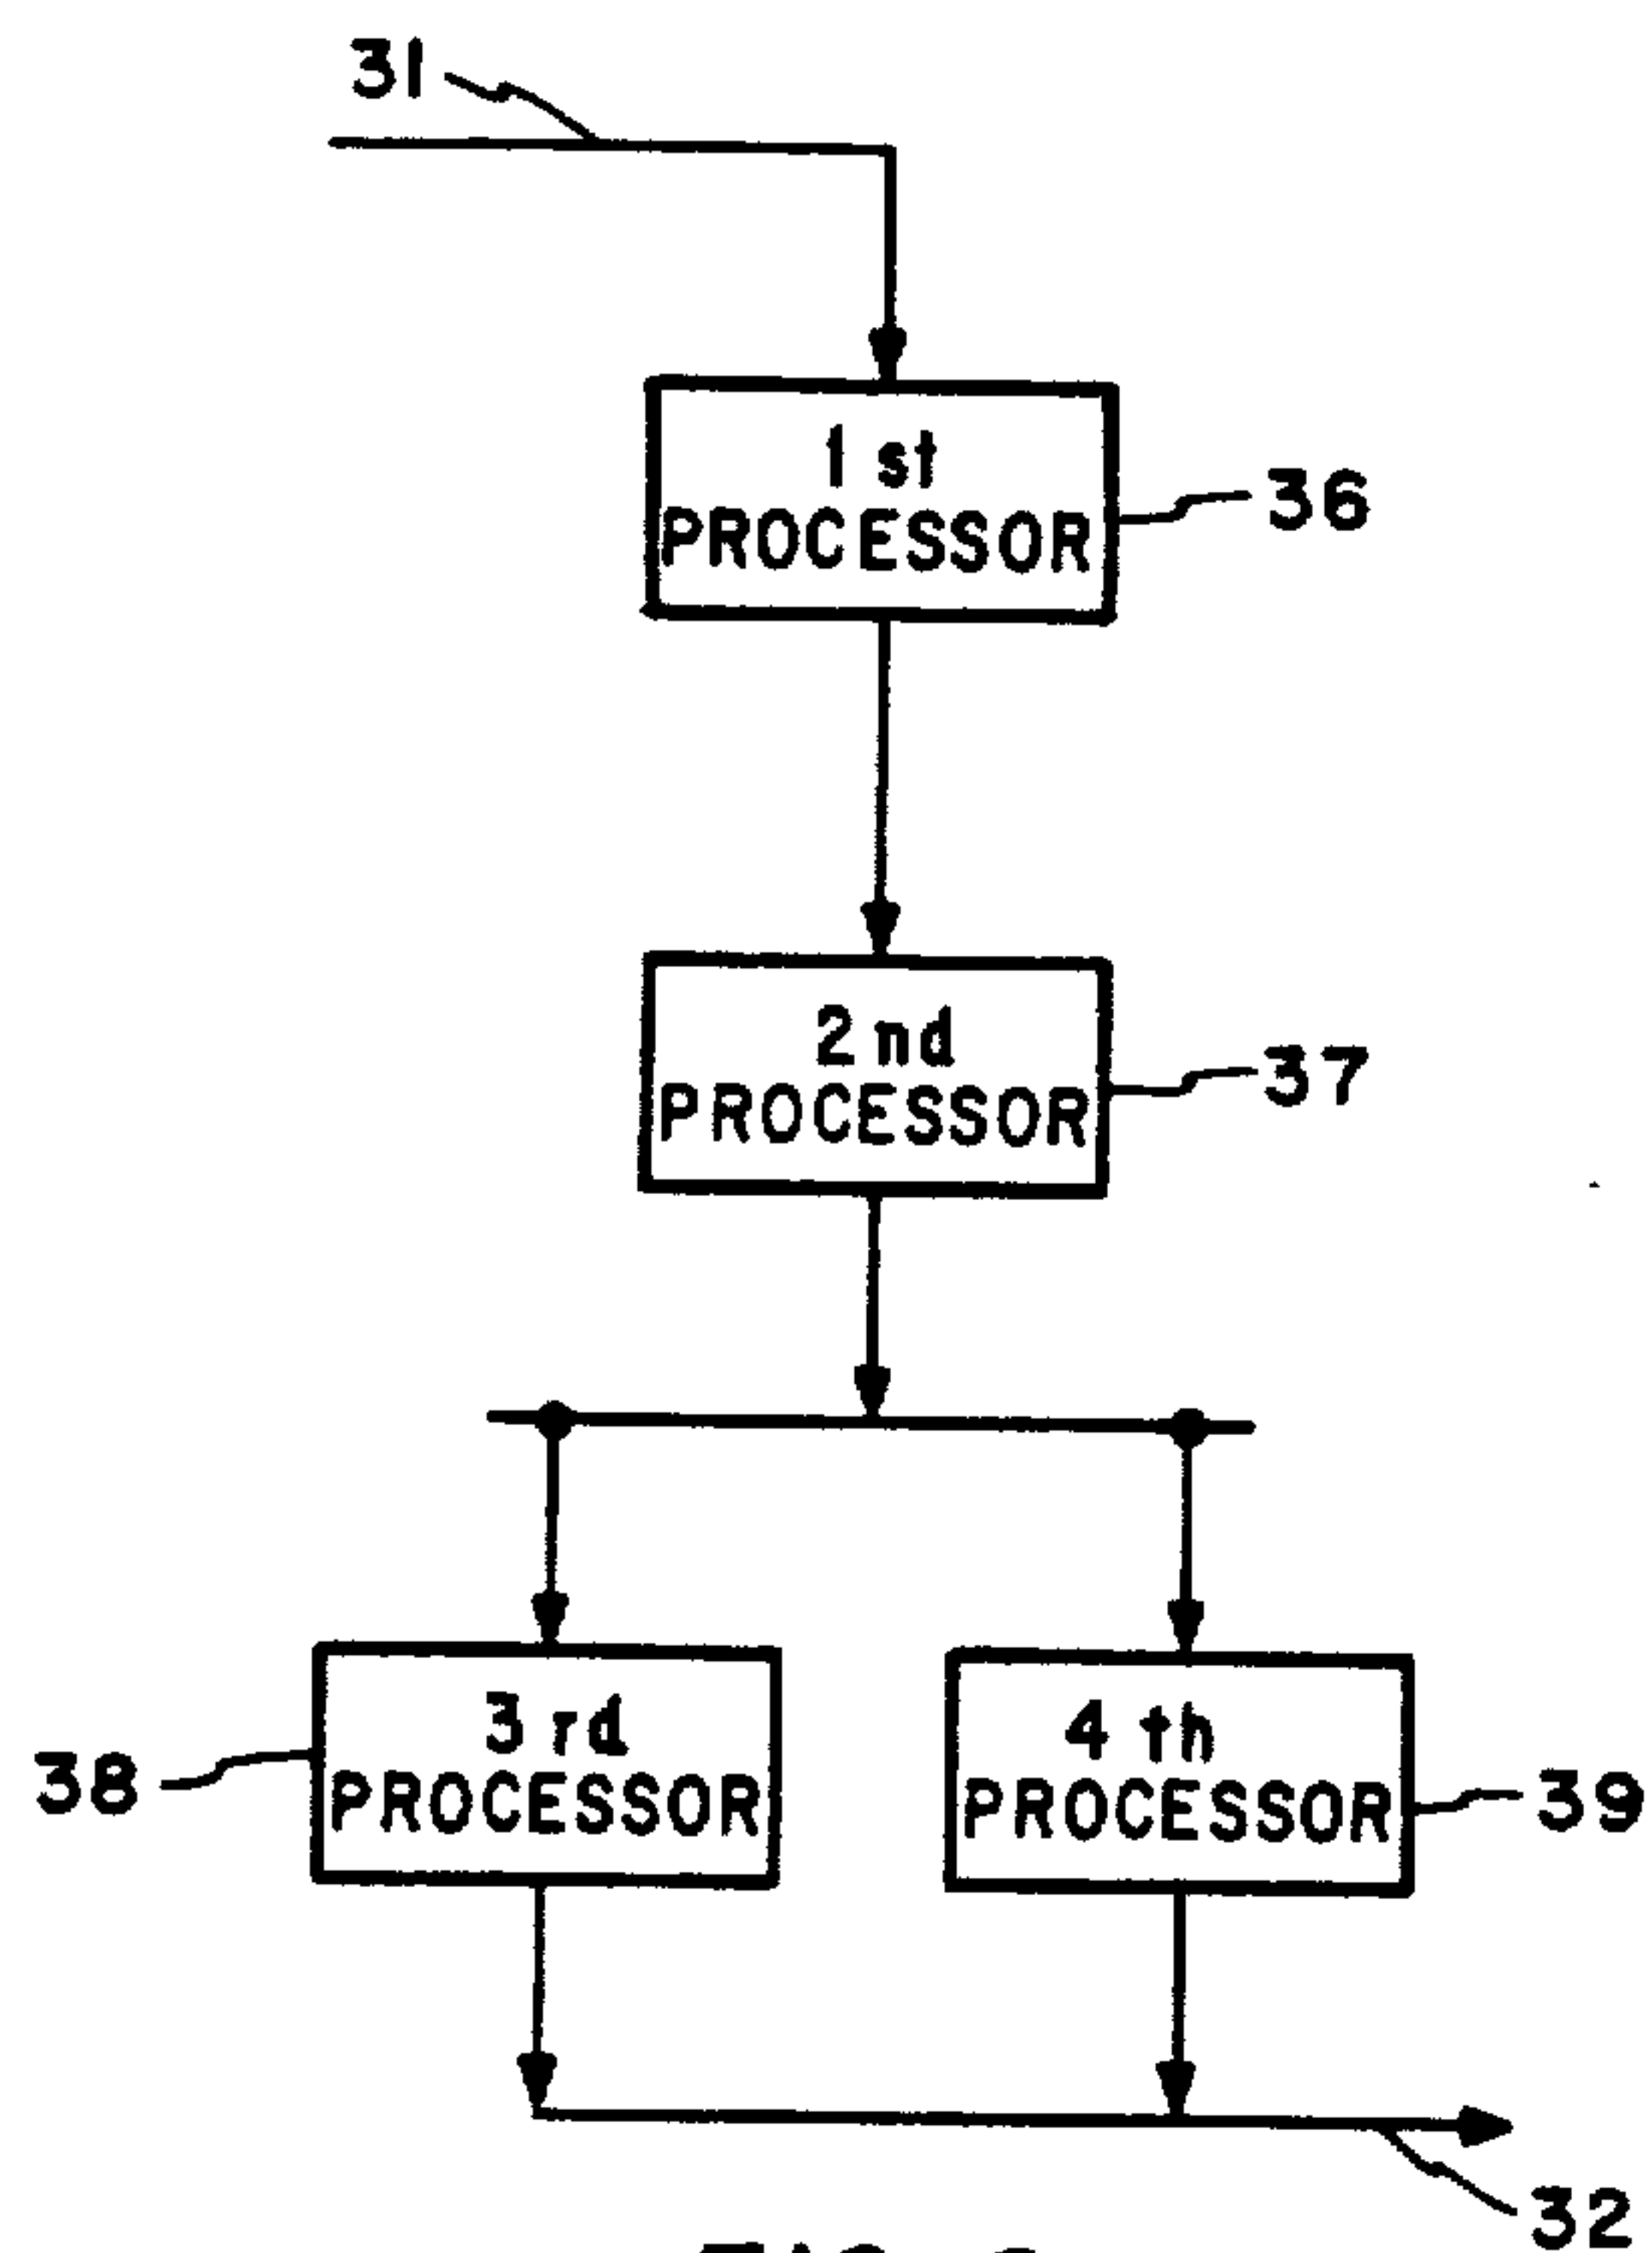 31
1 st
PROCESSOR
36
2 nd
PROCESSOR
37
3 rd
PROCESSOR
38
4 th
PROCESSOR
39
32